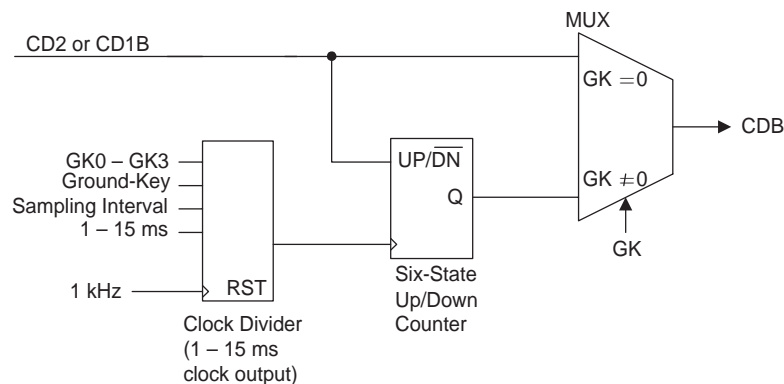 MUX
CD2 or CD1B
GK = 0
CDB
GK0 – GK3
Ground-Key
Sampling Interval
1 – 15 ms
UP/DN
Q
GK ≠ 0
GK
1 kHz
RST
Six-State
Up/Down
Counter
Clock Divider
(1 – 15 ms
clock output)